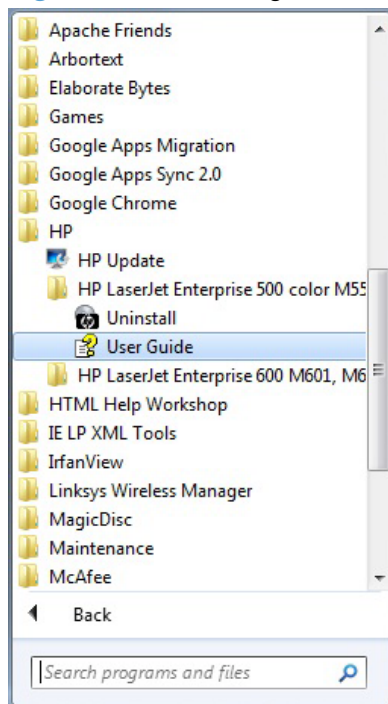 Apache Friends
Arbortext
Elaborate Bytes
Games
Google Apps Migration
Google Apps Sync 2.0
Google Chrome
HP
HP Update
HP LaserJet Enterprise 500 color M55
Uninstall
User Guide
HP LaserJet Enterprise 600 M601, M6
HTML Help Workshop
IE LP XML Tools
IrfanView
Linksys Wireless Manager
MagicDisc
Maintenance
McAfee
Back
Search programs and files